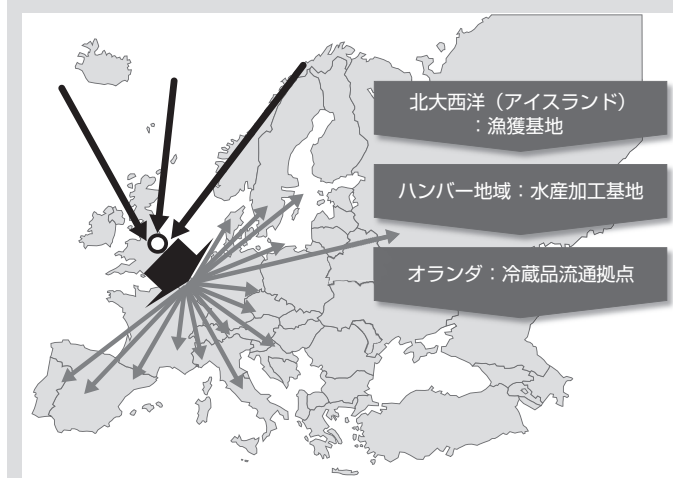 北大西洋（アイスランド）
：漁獲基地
ハンバー地域：水産加工基地
オランダ：冷蔵品流通拠点